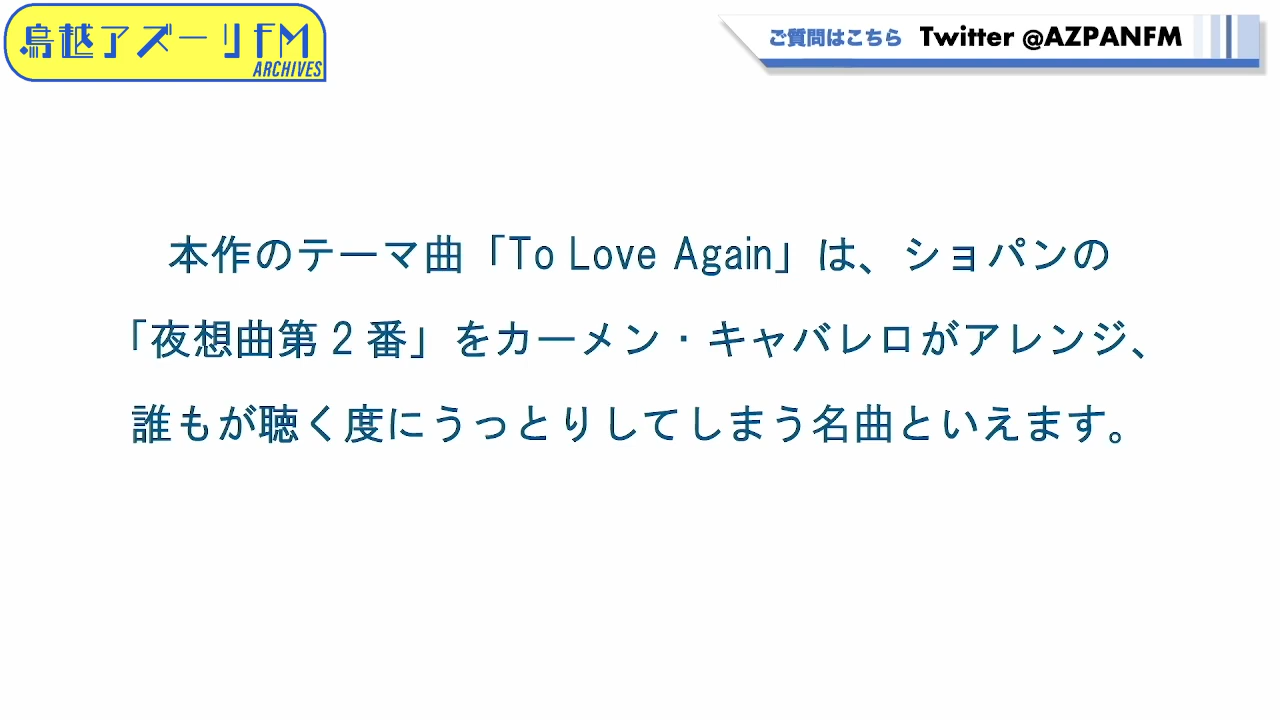 鳥越アズーリFM
ARCHIVES
ご質問はこちら Twitter @AZPANFM
本作のテーマ曲「To Love Again」は、ショパンの
「夜想曲第２番」をカーメン・キャバレロがアレンジ、
誰もが聴く度にうっとりしてしまう名曲といえます。